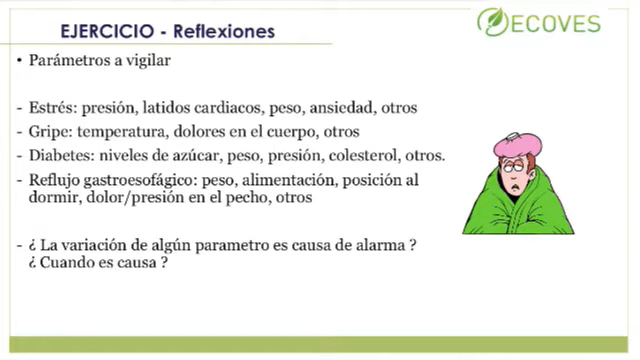 EJERCICIO - Reflexiones
ECOVES
• Parámetros a vigilar
- Estrés: presión, latidos cardiacos, peso, ansiedad, otros
- Gripe: temperatura, dolores en el cuerpo, otros
- Diabetes: niveles de azúcar, peso, presión, colesterol, otros.
- Reflujo gastroesofágico: peso, alimentación, posición al
dormir, dolor/presión en el pecho, otros
- ¿ La variación de algún parametro es causa de alarma ?
¿ Cuando es causa ?